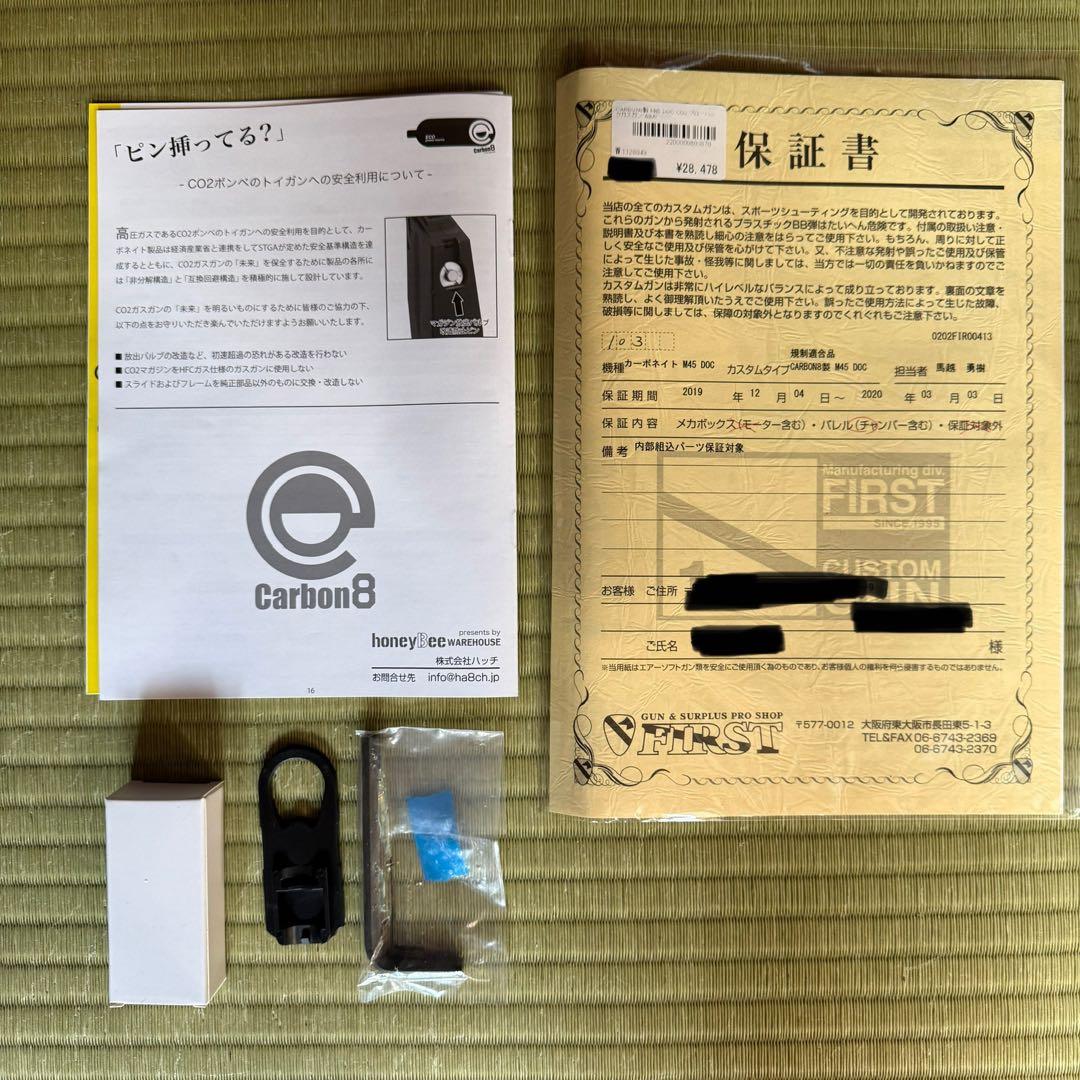 「ピン挿ってる?」
ECO
Carbon8
- CO2ボンベのトイガンへの安全利用について -
高圧ガスであるCO2ボンベのトイガンへの安全利用を目的として、カー
ボネイト製品は経済産業省と連携をしてSTGAが定めた安全基準構造を達
成するとともに、CO2ガスガンの「未来」を保全するために製品の各所に
は「非分解構造」と「互換回避構造」を積極的に施して設計しています。
CO2ガスガンの「未来」を明るいものにするために皆様のご協力の下、
以下の点をお守りいただき楽んでいただけますようお願いいたします。
マガジン放出バルブ
改造防止ピン
■ 放出バルブの改造など、初速超過の恐れがある改造を行わない
■ CO2マガジンをHFCガス仕様のガスガンに使用しない
■ スライドおよびフレームを純正部品以外のものに交換・改造しない
Carbon8
presents by
honeyBee WAREHOUSE
株式会社ハッチ
お問合せ先 info@ha8ch.jp
16
¥28,478
保証書
当店の全てのカスタムガンは、スポーツシューティングを目的として開発されております。
これらのガンから発射されるプラスチックBB弾はたいへん危険です。付属の取扱い注意・
説明書及び本書を熟読し細心の注意をはらってご使用下さい。もちろん、周りに対して正
しく安全なご使用及び保管を心がけて下さい。又、不注意な発射や誤ったご使用及び保管
によって生じた事故・怪我等に関しましては、当方では一切の責任を負いかねますのでご
注意してご使用下さい。
カスタムガンは非常にハイレベルなバランスによって成り立っております。裏面の文章を
熟読し、よく御理解頂いたうえでご使用下さい。誤ったご使用方法によって生じた故障、
破損等に関しましては、保障の対象外となりますのでくれぐれもご注意下さい。
0202FIR00413
103
規制適合品
機種 カーボネイト M45 DOC カスタムタイプ CARBON8製 M45 DOC 担当者 馬越 勇樹
保証期間 2019 年 12 月 04 日〜 2020 年 03 月 03 日
保証内容 メカボックス(モーター含む)・バレル(チャンバー含む)・保証対象外
備考 内部組込パーツ保証対象
Manufacturing div.
FIRST
SINCE.1995
CUSTOM
GUN
お客様 ご住所
ご氏名 様
※当用紙はエアーソフトガン類を安全にご使用頂く為のものであり、お客様個人の権利を何ら侵害するものではありません。
GUN & SURPLUS PRO SHOP
FIRST
〒577-0012 大阪府東大阪市長田東5-1-3
TEL&FAX 06-6743-2369
06-6743-2370